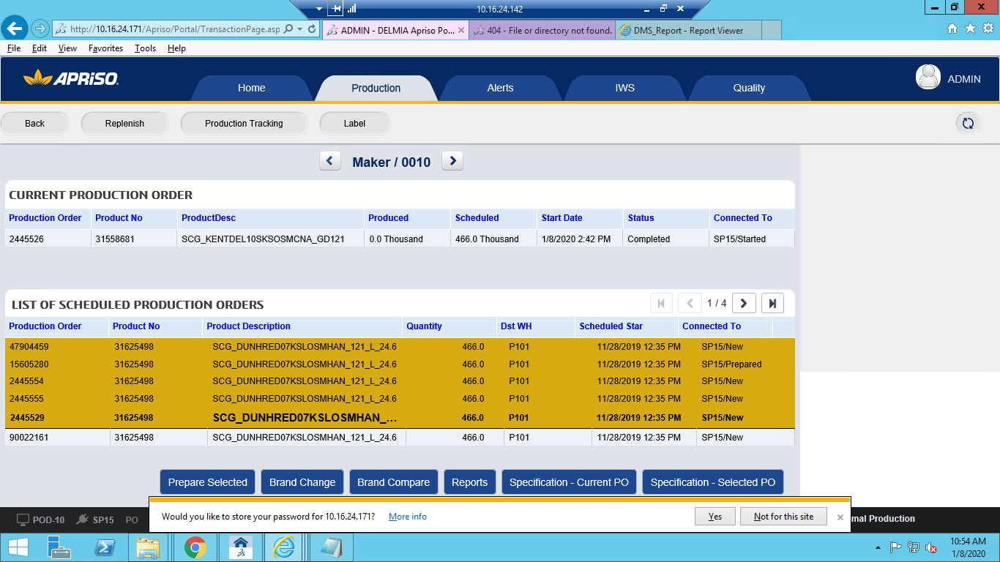 10.16.24.142
http://10.16.24.171/Apriso/Portal/TransactionPage.asp
ADMIN - DELMIA Apriso Po...
404 - File or directory not found.
DMS_Report - Report Viewer
File Edit View Favorites Tools Help
APRISO
Home Production Alerts IWS Quality
ADMIN
Back Replenish Production Tracking Label
Maker / 0010
CURRENT PRODUCTION ORDER
Production Order Product No ProductDesc Produced Scheduled Start Date Status Connected To
2445526 31558681 SCG_KENTDEL10SKSOSMCNA_GD121 0.0 Thousand 466.0 Thousand 1/8/2020 2:42 PM Completed SP15/Started
LIST OF SCHEDULED PRODUCTION ORDERS 1 / 4
Production Order Product No Product Description Quantity Dst WH Scheduled Star Connected To
47904459 31625498 SCG_DUNHRED07KSLOSMHAN_121_L_24.6 466.0 P101 11/28/2019 12:35 PM SP15/New
15605280 31625498 SCG_DUNHRED07KSLOSMHAN_121_L_24.6 466.0 P101 11/28/2019 12:35 PM SP15/Prepared
2445554 31625498 SCG_DUNHRED07KSLOSMHAN_121_L_24.6 466.0 P101 11/28/2019 12:35 PM SP15/New
2445555 31625498 SCG_DUNHRED07KSLOSMHAN_121_L_24.6 466.0 P101 11/28/2019 12:35 PM SP15/New
2445529 31625498 SCG_DUNHRED07KSLOSMHAN_... 466.0 P101 11/28/2019 12:35 PM SP15/New
90022161 31625498 SCG_DUNHRED07KSLOSMHAN_121_L_24.6 466.0 P101 11/28/2019 12:35 PM SP15/New
Prepare Selected Brand Change Brand Compare Reports Specification - Current PO Specification - Selected PO
POD-10 SP15 PO
Would you like to store your password for 10.16.24.171? More info Yes Not for this site
mal Production
10:54 AM
1/8/2020